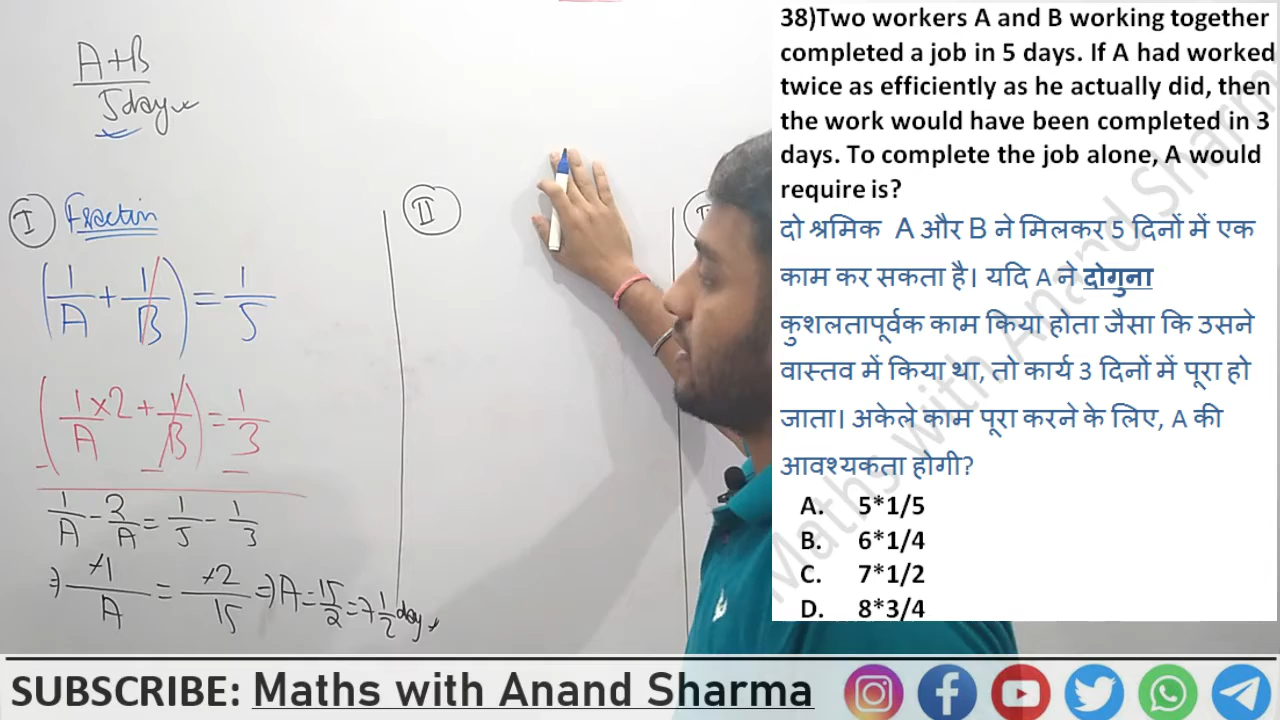 A+B
5day
I Fraction
(1/A + 1/B) = 1/5
(1/A ×2 + 1/B) = 1/3
1/A - 2/A = 1/5 - 1/3
⇒ -1/A = -2/15 ⇒ A = 15/2 = 7 1/2 day
II
38)Two workers A and B working together
completed a job in 5 days. If A had worked
twice as efficiently as he actually did, then
the work would have been completed in 3
days. To complete the job alone, A would
require is?
दो श्रमिक A और B ने मिलकर 5 दिनों में एक
काम कर सकता है। यदि A ने दोगुना
कुशलतापूर्वक काम किया होता जैसा कि उसने
वास्तव में किया था, तो कार्य 3 दिनों में पूरा हो
जाता। अकेले काम पूरा करने के लिए, A की
आवश्यकता होगी?
A. 5*1/5
B. 6*1/4
C. 7*1/2
D. 8*3/4
Maths with Anand Sharm
SUBSCRIBE: Maths with Anand Sharma